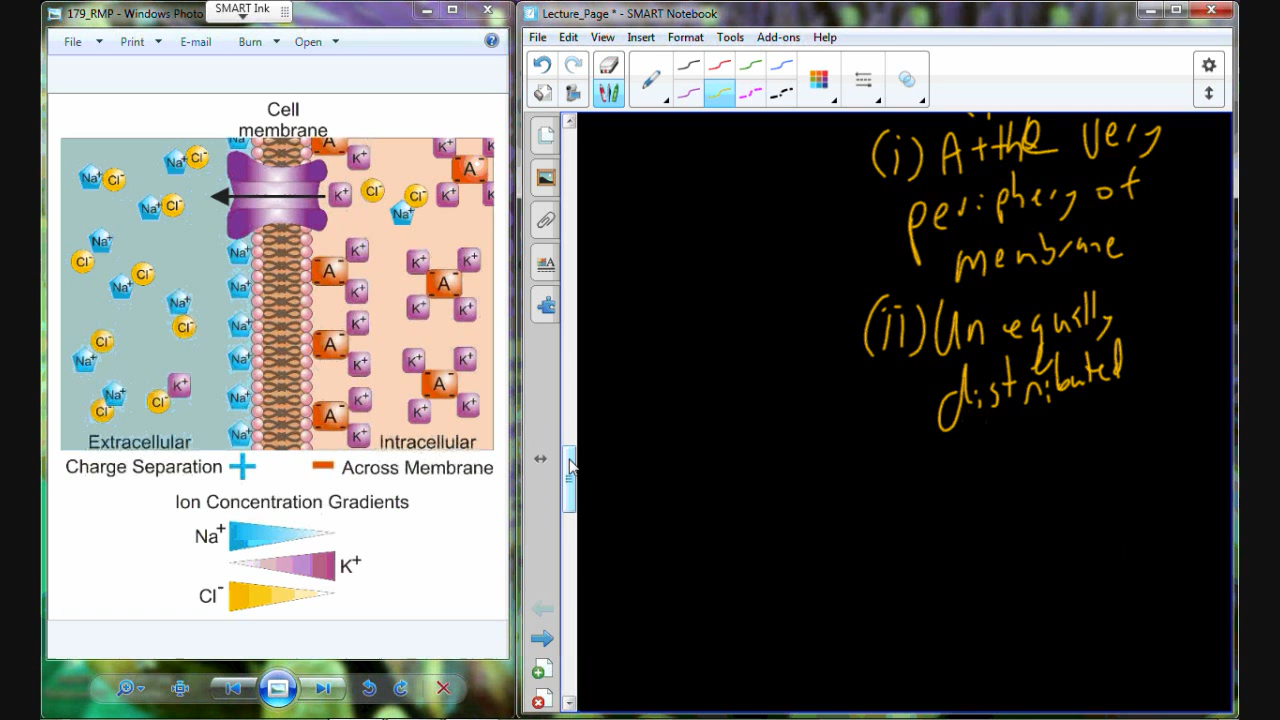 179_RMP - Windows Photo
SMART Ink
File Print E-mail Burn Open
Cell
membrane
Na+ Cl-
A
K+
Extracellular
Intracellular
Charge Separation + - Across Membrane
Ion Concentration Gradients
Na+
K+
Cl-
Lecture_Page * - SMART Notebook
File Edit View Insert Format Tools Add-ons Help
(i) At the very
periphery of
membrane
(ii) Unequally
distributed